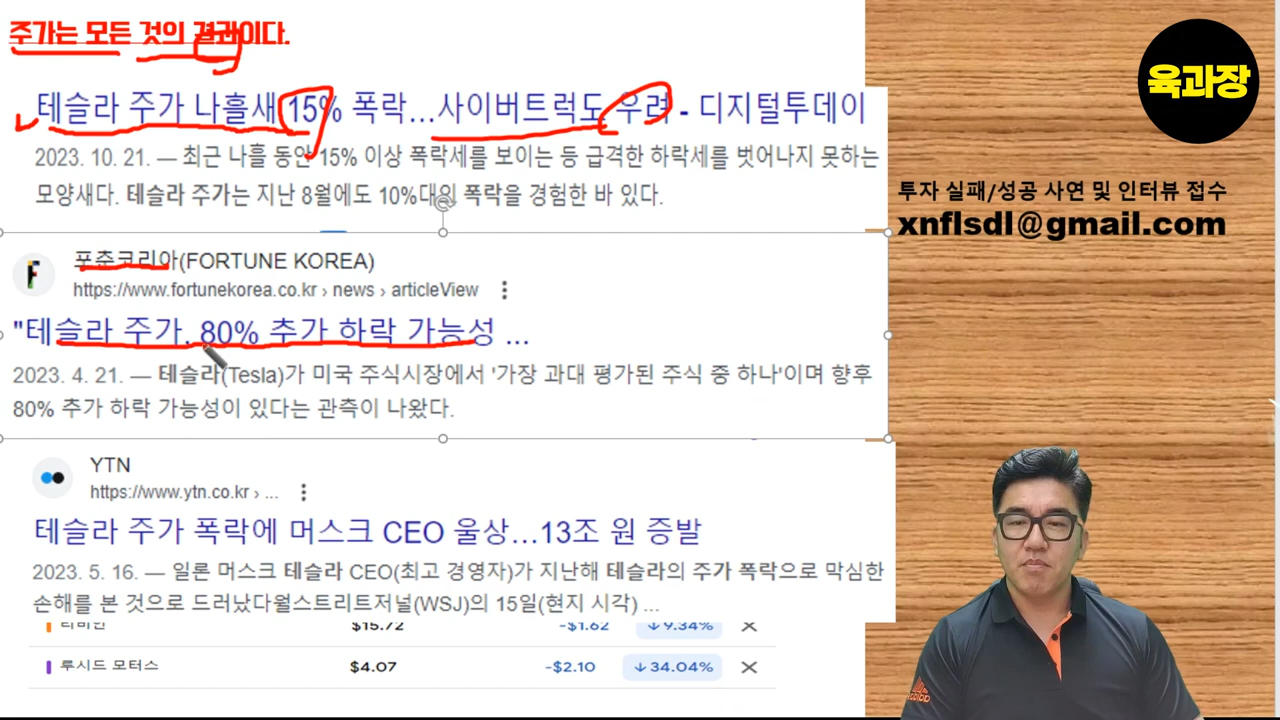 주가는 모든 것의 결과이다.
육과장
테슬라 주가 나흘새 15% 폭락...사이버트럭도 우려 - 디지털투데이
2023. 10. 21. — 최근 나흘 동안 15% 이상 폭락세를 보이는 등 급격한 하락세를 벗어나지 못하는
모양새다. 테슬라 주가는 지난 8월에도 10%대의 폭락을 경험한 바 있다.
투자 실패/성공 사연 및 인터뷰 접수
xnflsdl@gmail.com
포춘코리아(FORTUNE KOREA)
https://www.fortunekorea.co.kr › news › articleView
"테슬라 주가, 80% 추가 하락 가능성 ...
2023. 4. 21. — 테슬라(Tesla)가 미국 주식시장에서 '가장 과대 평가된 주식 중 하나'이며 향후
80% 추가 하락 가능성이 있다는 관측이 나왔다.
YTN
https://www.ytn.co.kr › ...
테슬라 주가 폭락에 머스크 CEO 울상...13조 원 증발
2023. 5. 16. — 일론 머스크 테슬라 CEO(최고 경영자)가 지난해 테슬라의 주가 폭락으로 막심한
손해를 본 것으로 드러났다월스트리트저널(WSJ)의 15일(현지 시각) ...
리비안 $15.72 -$1.62 ↓9.34%
루시드 모터스 $4.07 -$2.10 ↓34.04%